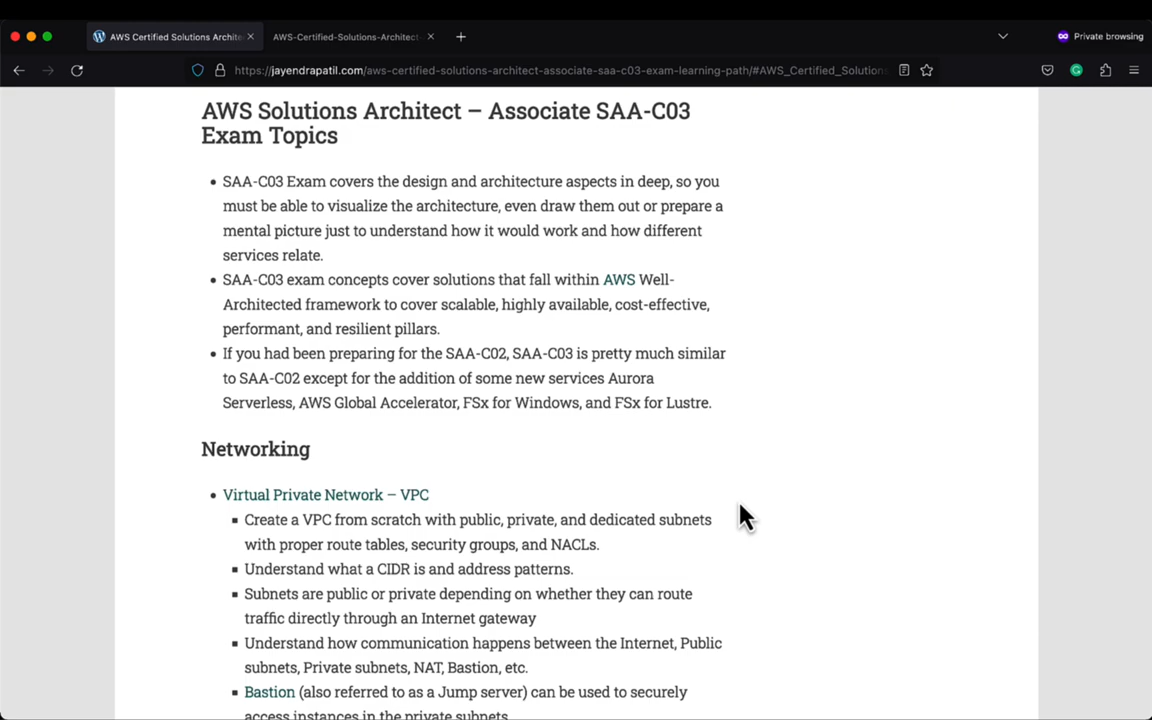 AWS Certified Solutions Archite
AWS-Certified-Solutions-Architect
Private browsing
https://jayendrapatil.com/aws-certified-solutions-architect-associate-saa-c03-exam-learning-path/#AWS_Certified_Solutions
AWS Solutions Architect – Associate SAA-C03
Exam Topics
• SAA-C03 Exam covers the design and architecture aspects in deep, so you
must be able to visualize the architecture, even draw them out or prepare a
mental picture just to understand how it would work and how different
services relate.
• SAA-C03 exam concepts cover solutions that fall within AWS Well-
Architected framework to cover scalable, highly available, cost-effective,
performant, and resilient pillars.
• If you had been preparing for the SAA-C02, SAA-C03 is pretty much similar
to SAA-C02 except for the addition of some new services Aurora
Serverless, AWS Global Accelerator, FSx for Windows, and FSx for Lustre.
Networking
• Virtual Private Network – VPC
▪ Create a VPC from scratch with public, private, and dedicated subnets
with proper route tables, security groups, and NACLs.
▪ Understand what a CIDR is and address patterns.
▪ Subnets are public or private depending on whether they can route
traffic directly through an Internet gateway
▪ Understand how communication happens between the Internet, Public
subnets, Private subnets, NAT, Bastion, etc.
▪ Bastion (also referred to as a Jump server) can be used to securely
access instances in the private subnets.